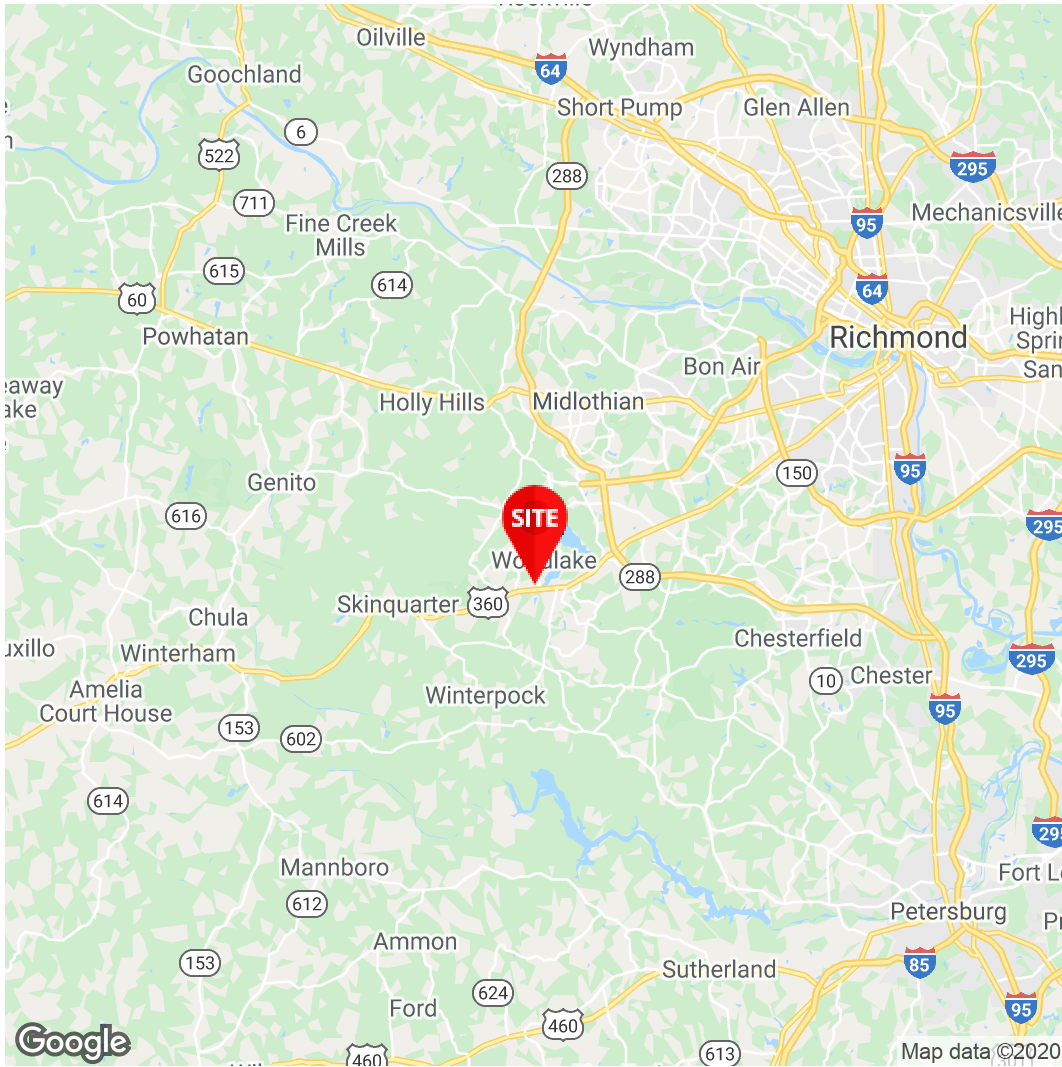 Oilville
Wyndham
64
Goochland
Short Pump
Glen Allen
6
522
295
288
711
Mechanicsville
95
Fine Creek
Mills
615
614
64
60
Richmond
Powhatan
Bon Air
Holly Hills
Midlothian
150
95
Genito
616
SITE
295
288
Skinquarter
360
Chula
Chesterfield
Winterham
295
Chester
10
Amelia
Court House
Winterpock
95
153
602
614
Mannboro
612
Petersburg
Ammon
153
85
Sutherland
624
Ford
95
460
Google
613
Map data ©2020
460